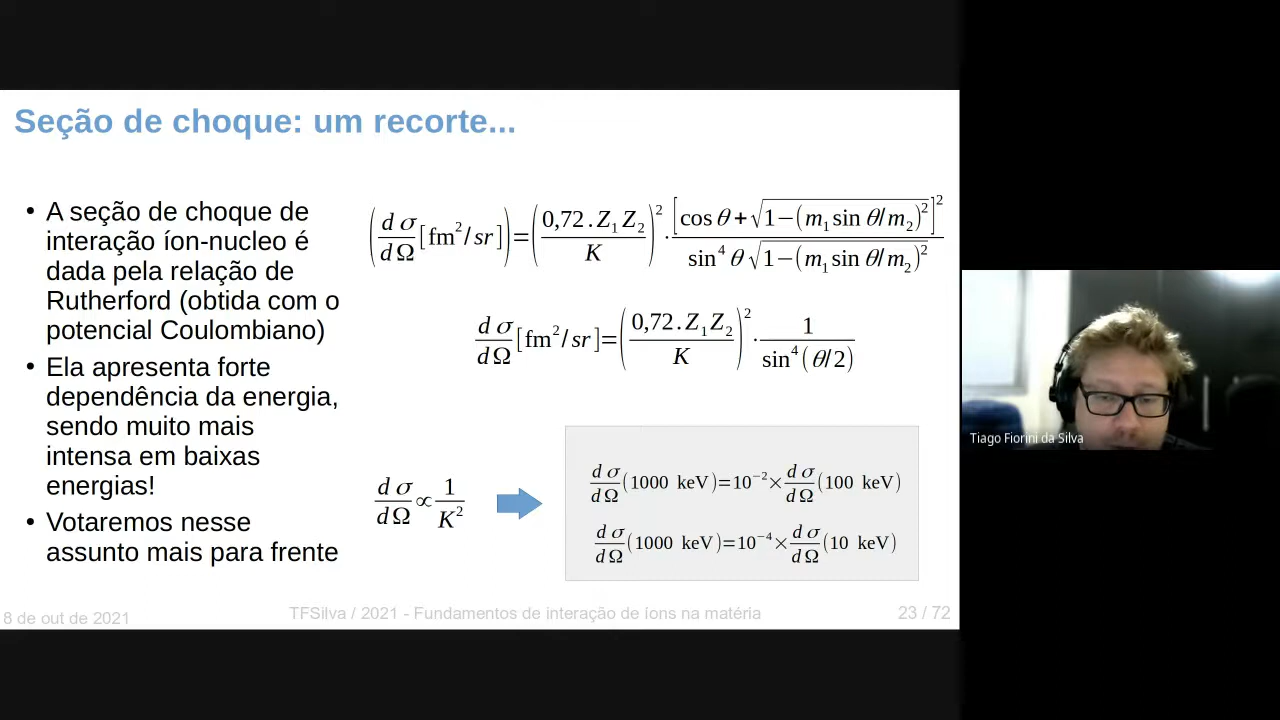 Seção de choque: um recorte...
• A seção de choque de
interação íon-nucleo é
dada pela relação de
Rutherford (obtida com o
potencial Coulombiano)
• Ela apresenta forte
dependência da energia,
sendo muito mais
intensa em baixas
energias!
• Votaremos nesse
assunto mais para frente
(dσ/dΩ [fm²/sr]) = (0,72 . Z₁ Z₂ / K)² · [cos θ + √(1−(m₁ sin θ/m₂)²)]² / (sin⁴ θ √(1−(m₁ sin θ/m₂)²))
dσ/dΩ [fm²/sr] = (0,72 . Z₁ Z₂ / K)² · 1 / sin⁴(θ/2)
dσ/dΩ ∝ 1/K²
dσ/dΩ (1000 keV) = 10⁻² × dσ/dΩ (100 keV)
dσ/dΩ (1000 keV) = 10⁻⁴ × dσ/dΩ (10 keV)
8 de out de 2021
TFSilva / 2021 - Fundamentos de interação de íons na matéria
23 / 72
Tiago Fiorini da Silva